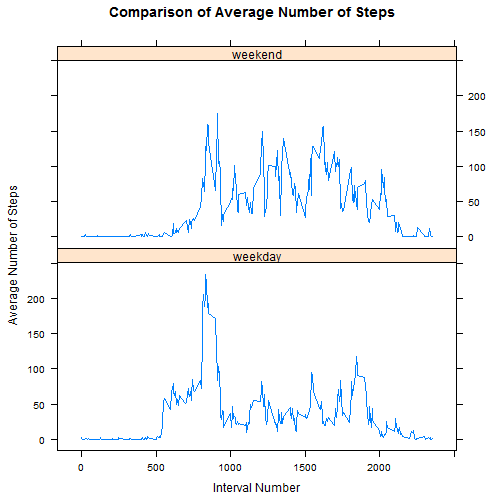 Comparison of Average Number of Steps
weekend
200
150
100
50
0
weekday
200
150
100
50
0
0 500 1000 1500 2000
Interval Number
Average Number of Steps